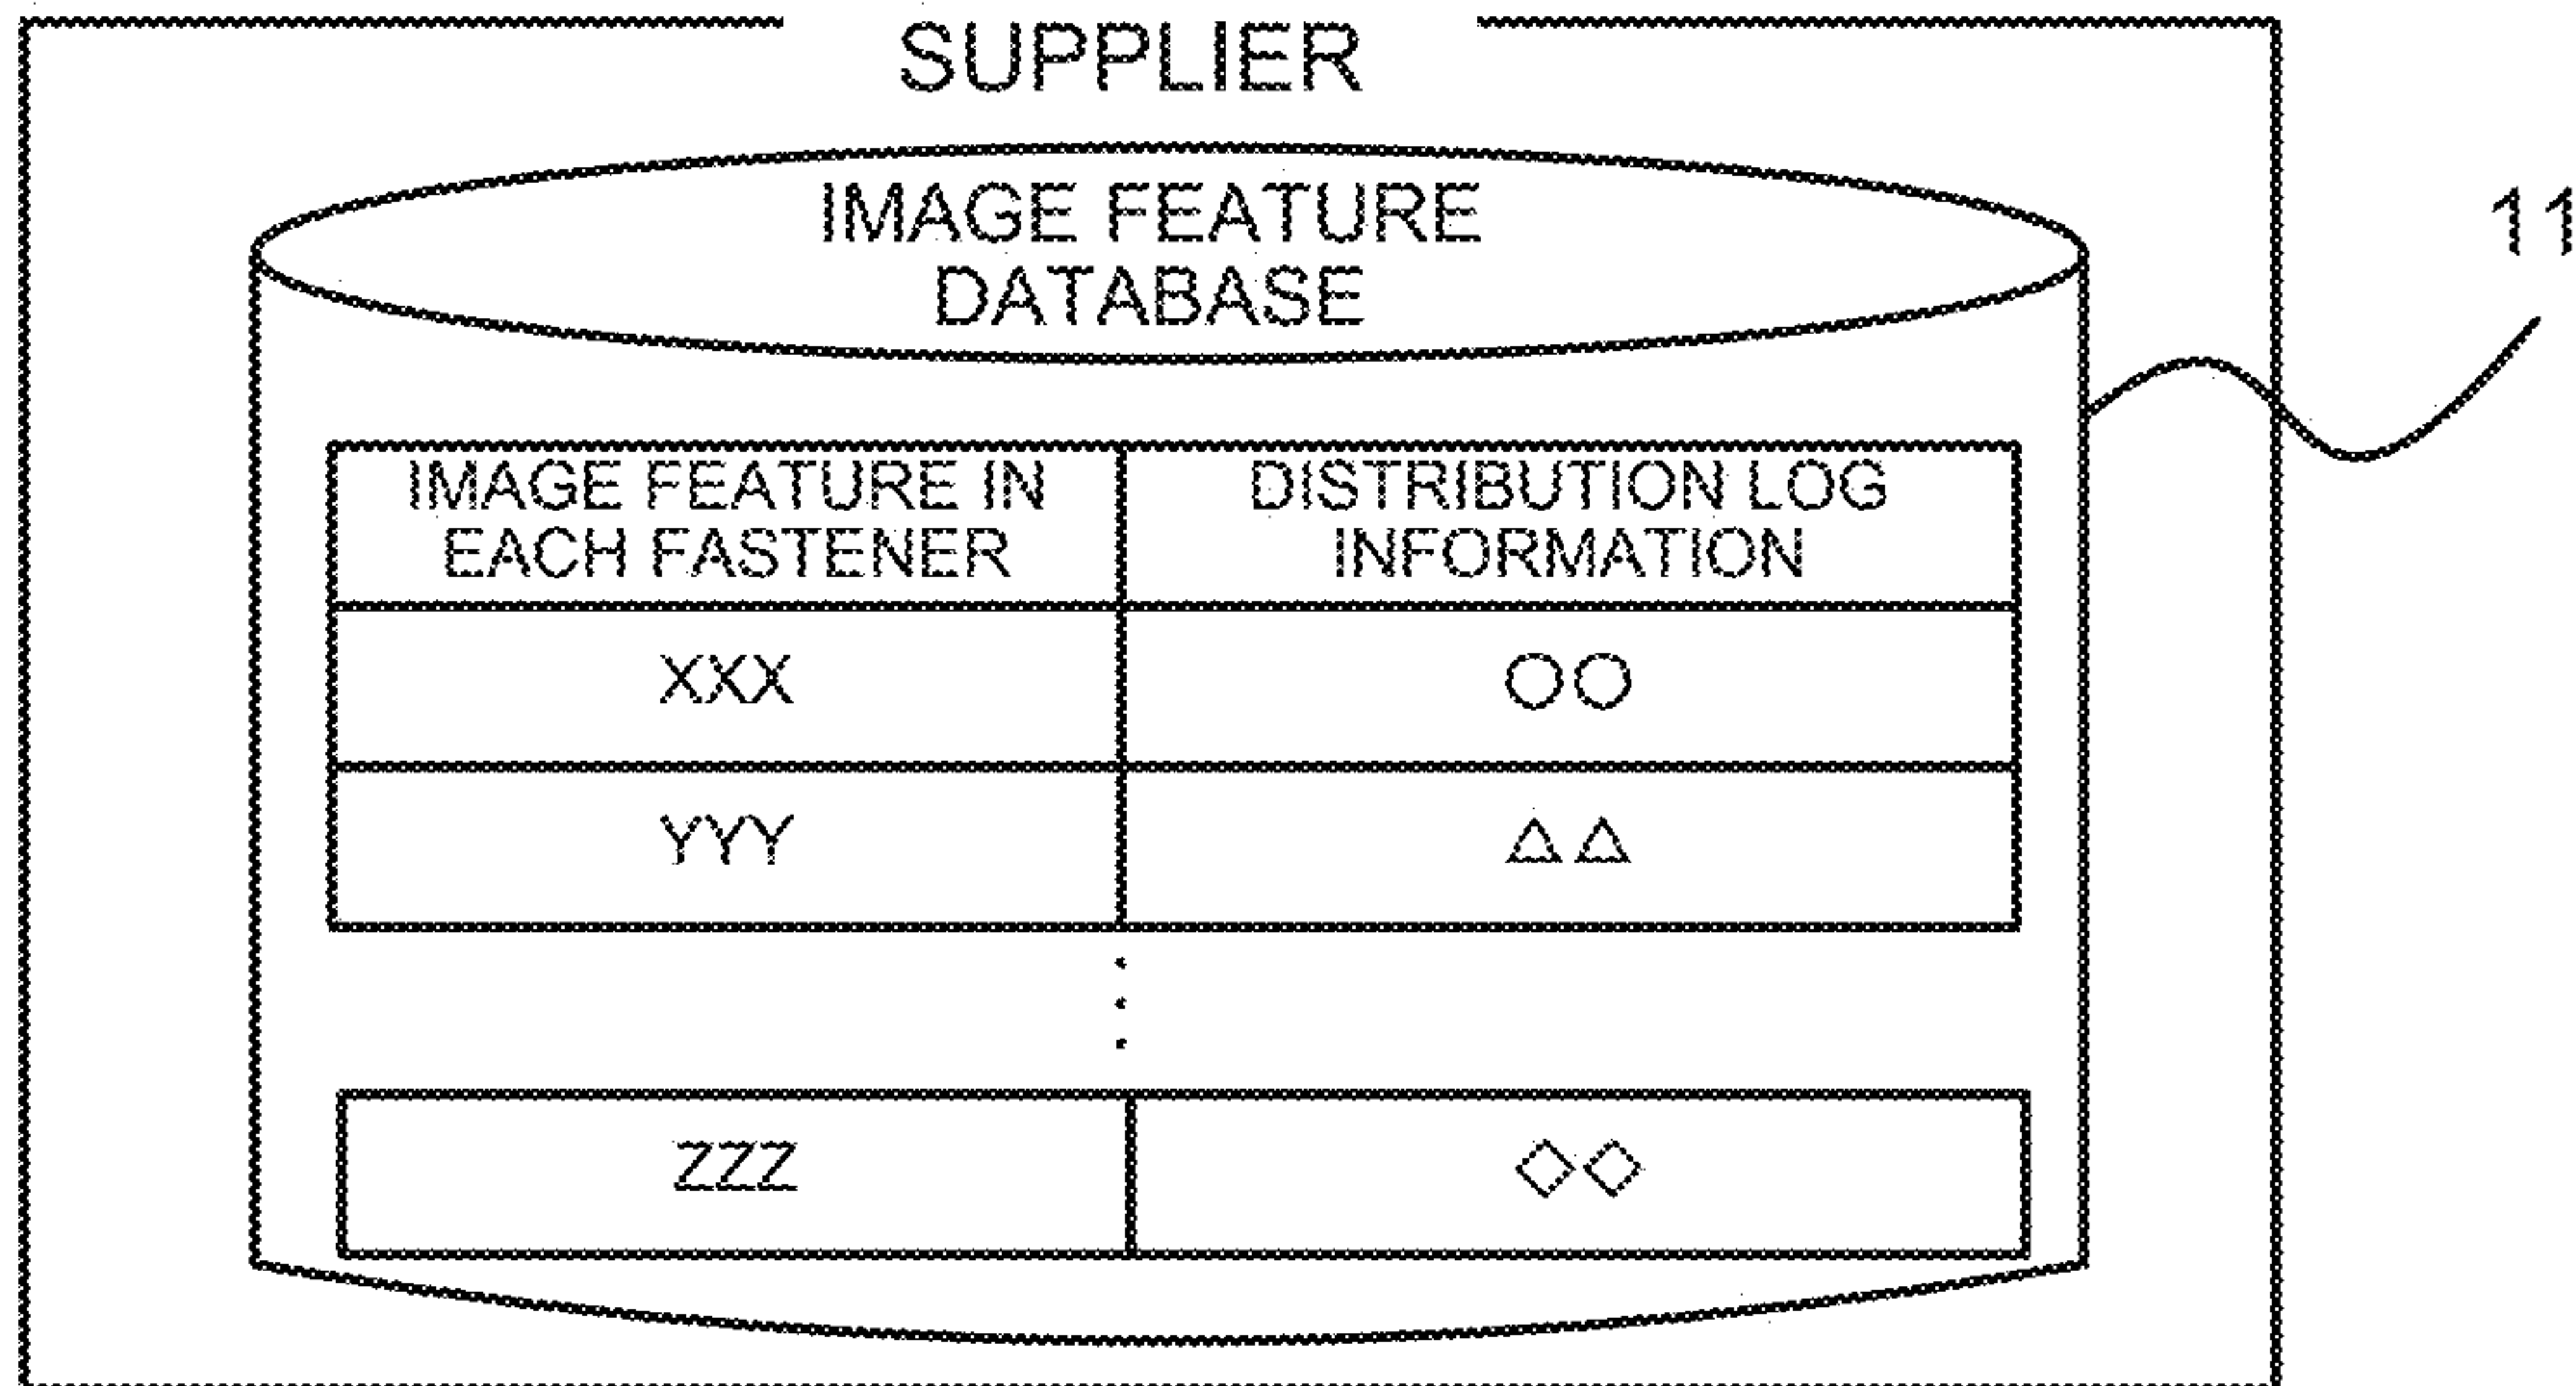 SUPPLIER
IMAGE FEATURE
DATABASE
11
IMAGE FEATURE IN
EACH FASTENER
DISTRIBUTION LOG
INFORMATION
XXX
○○
YYY
△△
ZZZ
◇◇